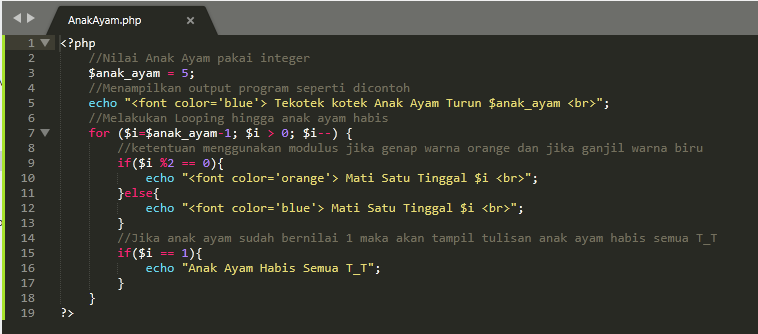 AnakAyam.php ×
1 <?php
2 //Nilai Anak Ayam pakai integer
3 $anak_ayam = 5;
4 //Menampilkan output program seperti dicontoh
5 echo "<font color='blue'> Tekotek kotek Anak Ayam Turun $anak_ayam <br>";
6 //Melakukan Looping hingga anak ayam habis
7 for ($i=$anak_ayam-1; $i > 0; $i--) {
8 //ketentuan menggunakan modulus jika genap warna orange dan jika ganjil warna biru
9 if($i %2 == 0){
10 echo "<font color='orange'> Mati Satu Tinggal $i <br>";
11 }else{
12 echo "<font color='blue'> Mati Satu Tinggal $i <br>";
13 }
14 //Jika anak ayam sudah bernilai 1 maka akan tampil tulisan anak ayam habis semua T_T
15 if($i == 1){
16 echo "Anak Ayam Habis Semua T_T";
17 }
18 }
19 ?>